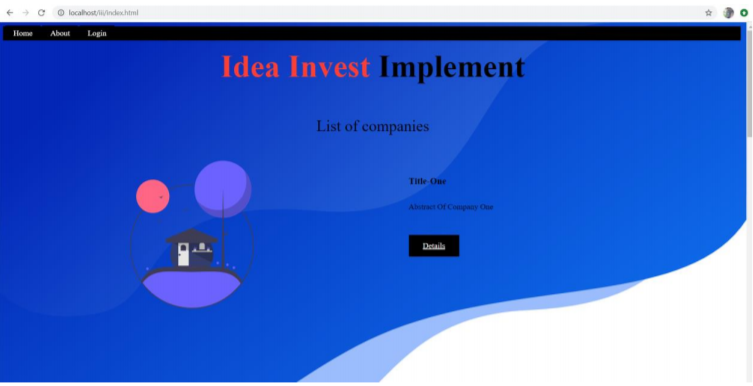 localhost/iii/index.html
Home About Login
Idea Invest Implement
List of companies
Title-One
Abstract Of Company One
Details